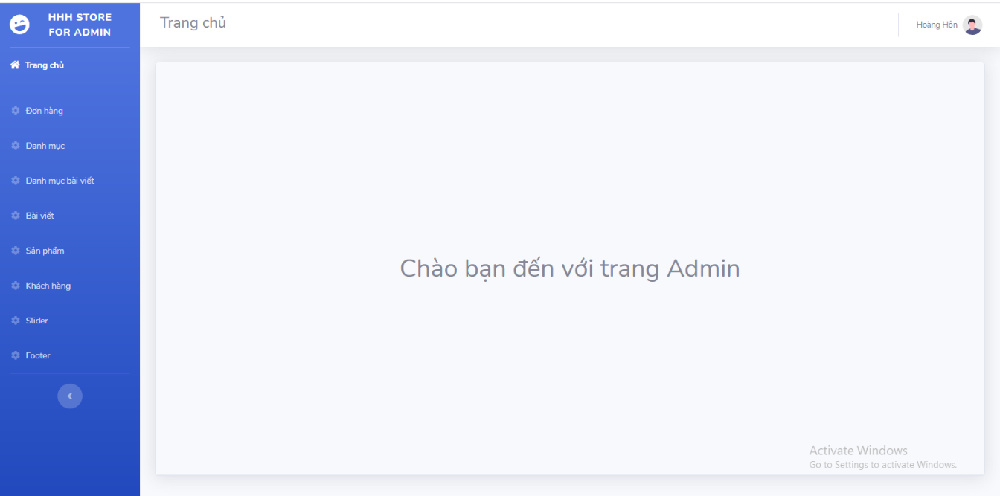 HHH STORE
FOR ADMIN
Trang chủ
Hoàng Hôn
Trang chủ
Đơn hàng
Danh mục
Danh mục bài viết
Bài viết
Sản phẩm
Khách hàng
Slider
Footer
Chào bạn đến với trang Admin
Activate Windows
Go to Settings to activate Windows.